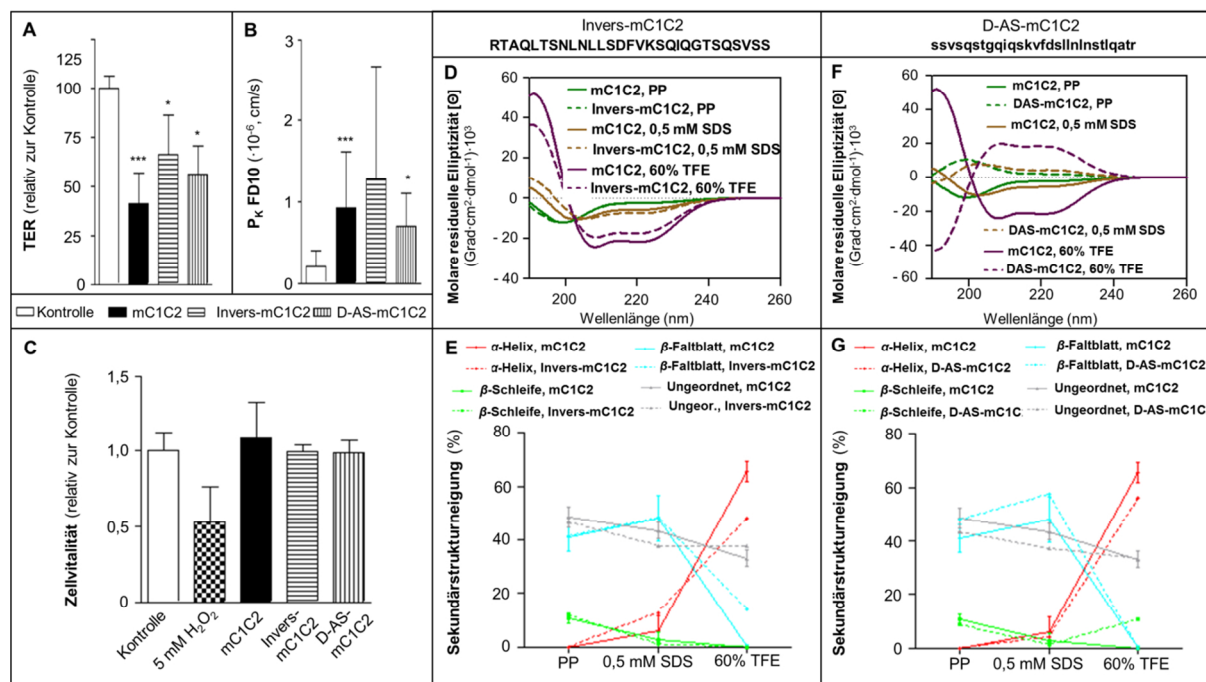 A
TER (relativ zur Kontrolle)
125
100
75
50
25
0
***
*
*
B
P_K FD10 (·10⁻⁶, cm/s)
3
2
1
0
***
*
Kontrolle mC1C2 Invers-mC1C2 D-AS-mC1C2
C
Zellvitalität (relativ zur Kontrolle)
1,5
1,0
0,5
0,0
Kontrolle
5 mM H₂O₂
mC1C2
Invers-
mC1C2
D-AS-
mC1C2
Invers-mC1C2
RTAQLTSNLNLLSDFVKSQIQGTSQSVSS
D
Molare residuelle Elliptizität [Θ]
(Grad·cm²·dmol⁻¹)·10³
60
40
20
0
- 20
- 40
mC1C2, PP
Invers-mC1C2, PP
mC1C2, 0,5 mM SDS
Invers-mC1C2, 0,5 mM SDS
mC1C2, 60% TFE
Invers-mC1C2, 60% TFE
200 220 240 260
Wellenlänge (nm)
E
α-Helix, mC1C2
α-Helix, Invers-mC1C2
β-Schleife, mC1C2
β-Schleife, Invers-mC1C2
β-Faltblatt, mC1C2
β-Faltblatt, Invers-mC1C2
Ungeordnet, mC1C2
Ungeor., Invers-mC1C2
Sekundärstrukturneigung (%)
80
60
40
20
0
PP 0,5 mM SDS 60% TFE
D-AS-mC1C2
ssvsqstgqiqskvfdsllnlnstlqatr
F
Molare residuelle Elliptizität [Θ]
(Grad·cm²·dmol⁻¹)·10³
60
40
20
0
- 20
- 40
- 60
mC1C2, PP
DAS-mC1C2, PP
mC1C2, 0,5 mM SDS
DAS-mC1C2, 0,5 mM SDS
mC1C2, 60% TFE
DAS-mC1C2, 60% TFE
200 220 240 260
Wellenlänge (nm)
G
α-Helix, mC1C2
α-Helix, D-AS-mC1C2
β-Schleife, mC1C2
β-Schleife, D-AS-mC1C
β-Faltblatt, mC1C2
β-Faltblatt, D-AS-mC1C2
Ungeordnet, mC1C2
Ungeordnet, D-AS-mC1C
Sekundärstrukturneigung (%)
80
60
40
20
0
PP 0,5 mM SDS 60% TFE